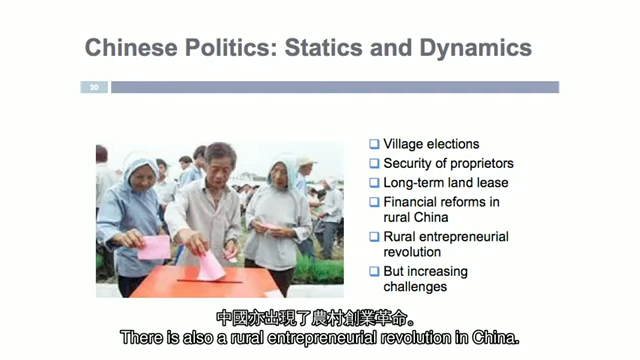 Chinese Politics: Statics and Dynamics
20
Village elections
Security of proprietors
Long-term land lease
Financial reforms in
rural China
Rural entrepreneurial
revolution
But increasing
challenges
中國亦出現了農村創業革命。
There is also a rural entrepreneurial revolution in China.